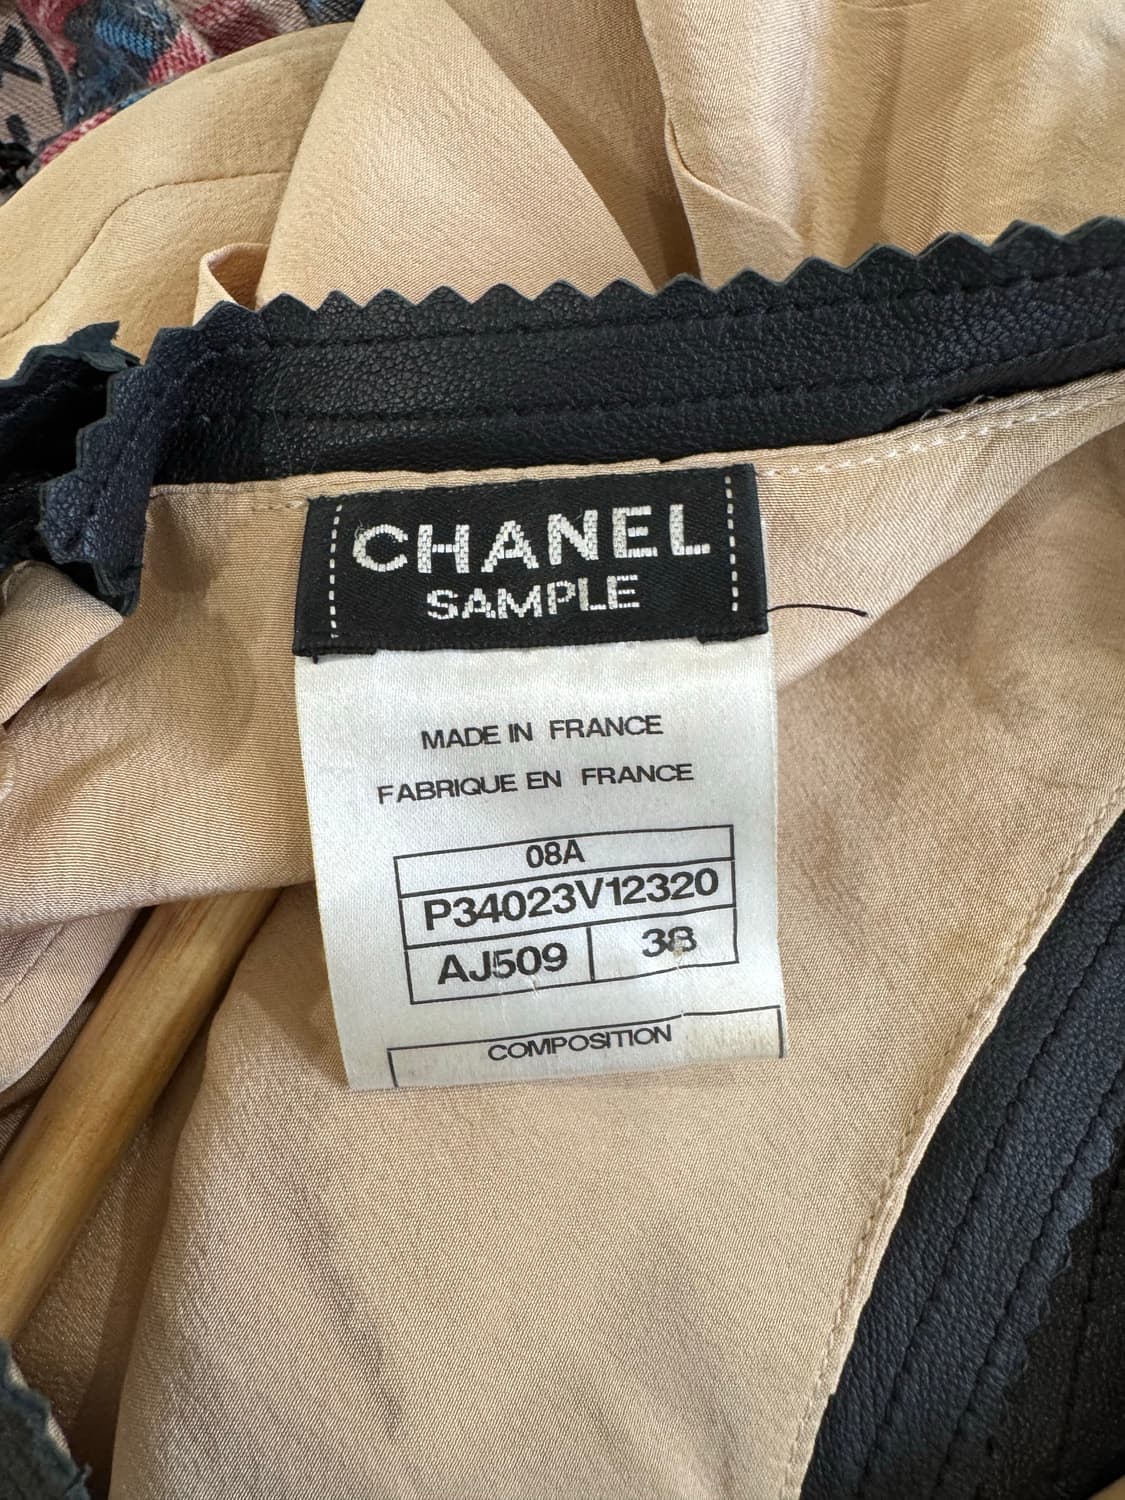 CHANEL
SAMPLE
MADE IN FRANCE
FABRIQUE EN FRANCE
08A
P34023V12320
AJ509 38
COMPOSITION